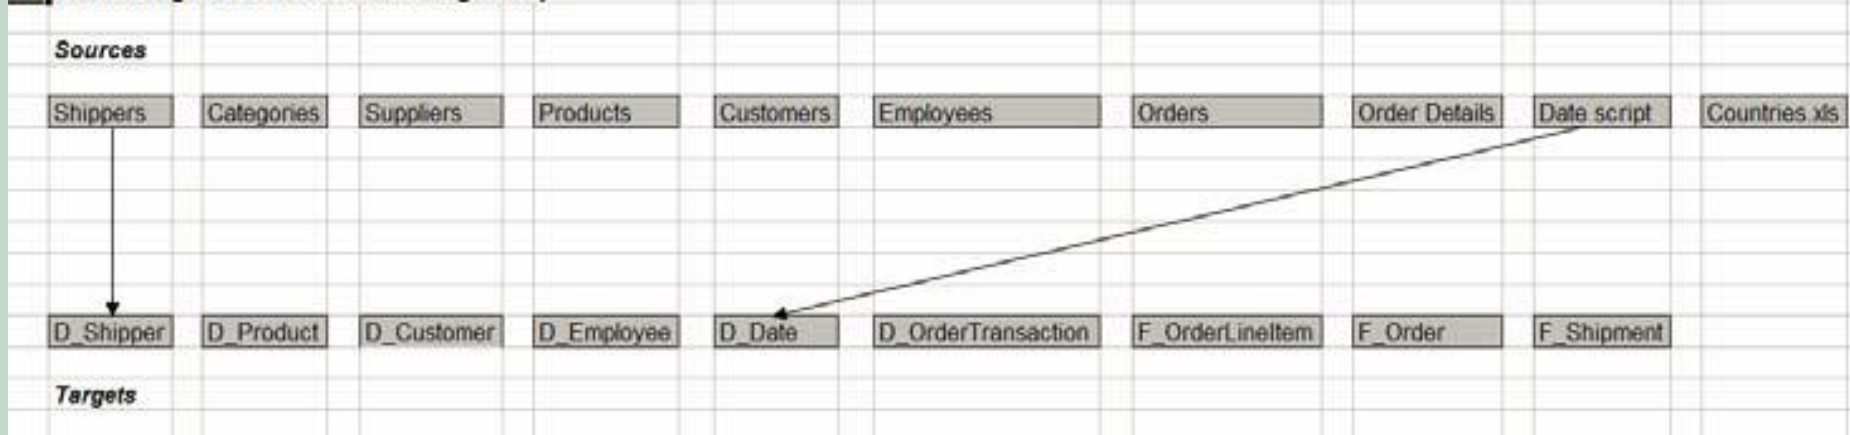 Sources
Shippers Categories Suppliers Products Customers Employees Orders Order Details Date script Countries xls
D_Shipper D_Product D_Customer D_Employee D_Date D_OrderTransaction F_OrderLineItem F_Order F_Shipment
Targets